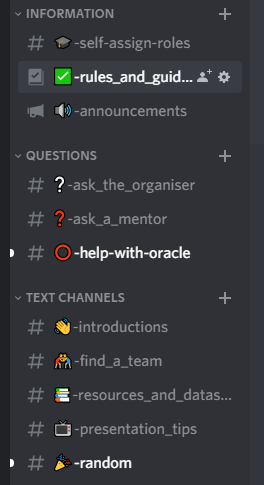 INFORMATION
# 🎓-self-assign-roles
✅-rules_and_guid...
🔊-announcements
QUESTIONS
# ❔-ask_the_organiser
# ❓-ask_a_mentor
# ⭕-help-with-oracle
TEXT CHANNELS
# 👋-introductions
# 🤼-find_a_team
# 📚-resources_and_datas...
# 📺-presentation_tips
# 🎉-random